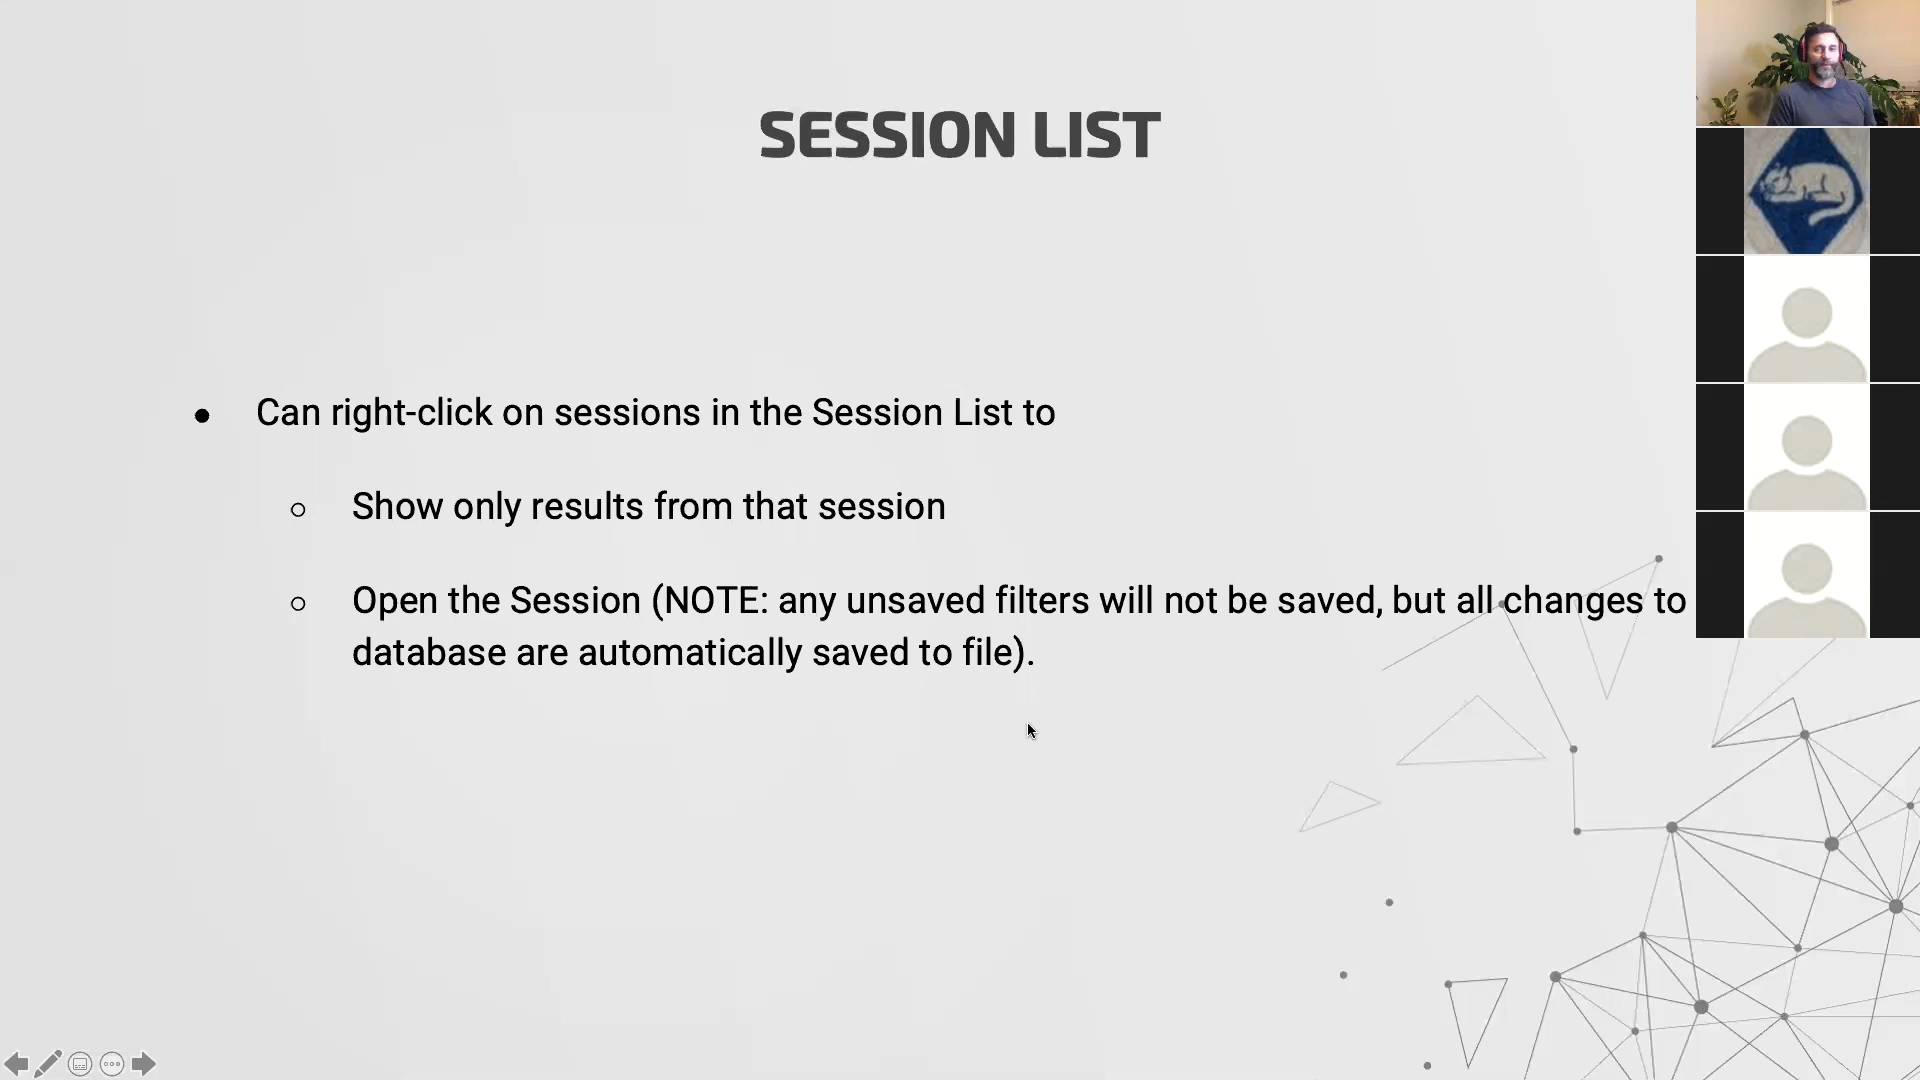 SESSION LIST
Can right-click on sessions in the Session List to
Show only results from that session
Open the Session (NOTE: any unsaved filters will not be saved, but all changes to
database are automatically saved to file).